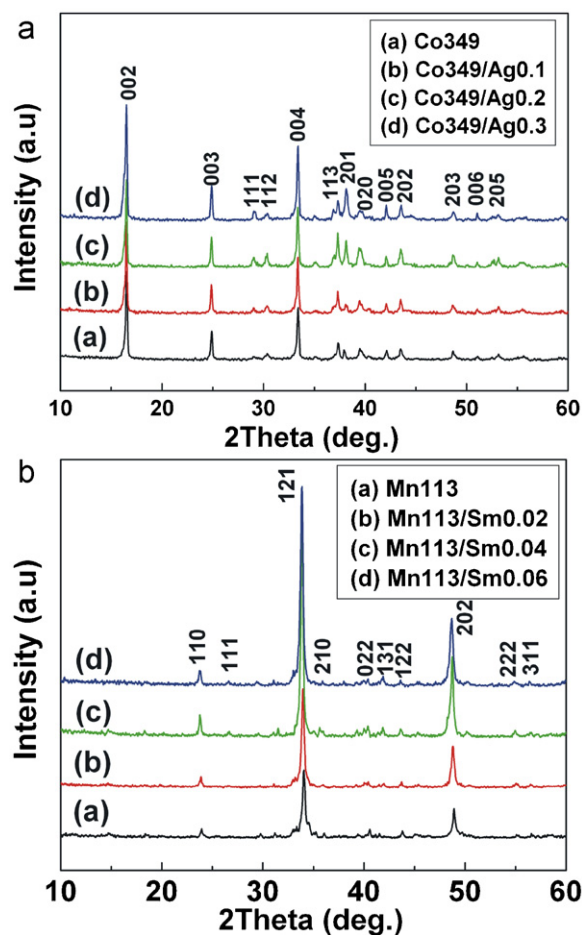 a
Intensity (a.u)
(a) Co349
(b) Co349/Ag0.1
(c) Co349/Ag0.2
(d) Co349/Ag0.3
002
003
111
112
004
113
201
020
005
202
203
006
205
(d)
(c)
(b)
(a)
10 20 30 40 50 60
2Theta (deg.)
b
Intensity (a.u)
(a) Mn113
(b) Mn113/Sm0.02
(c) Mn113/Sm0.04
(d) Mn113/Sm0.06
110
111
121
210
022
131
122
202
222
311
(d)
(c)
(b)
(a)
10 20 30 40 50 60
2Theta (deg.)